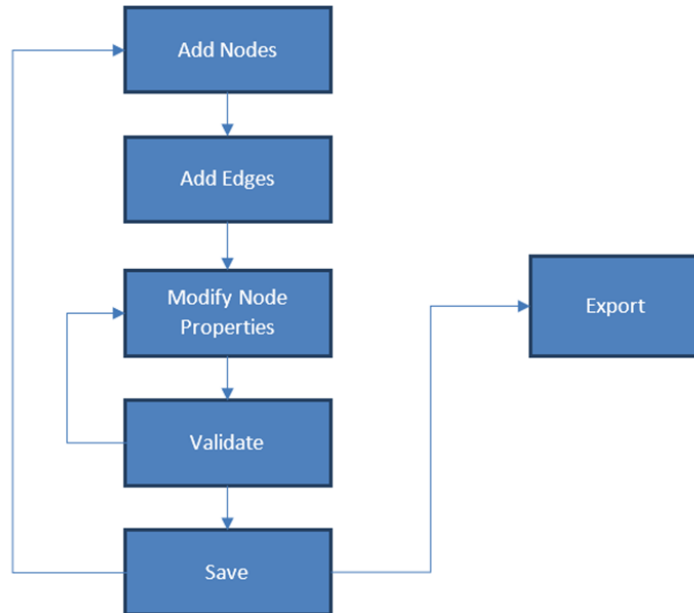 Add Nodes
Add Edges
Modify Node
Properties
Export
Validate
Save